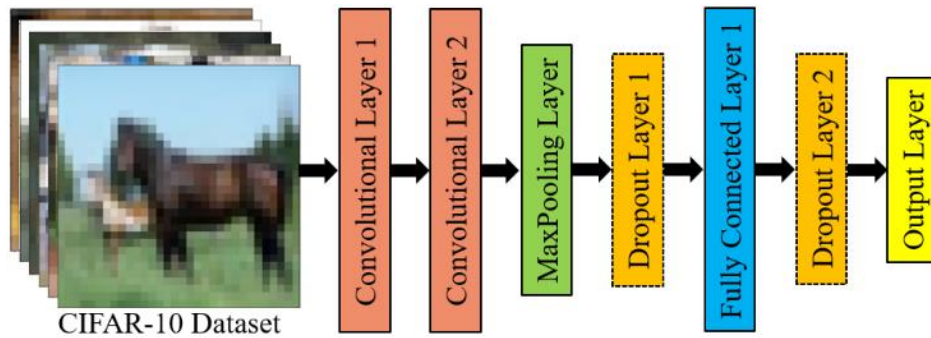 CIFAR-10 Dataset
Convolutional Layer 1
Convolutional Layer 2
MaxPooling Layer
Dropout Layer 1
Fully Connected Layer 1
Dropout Layer 2
Output Layer